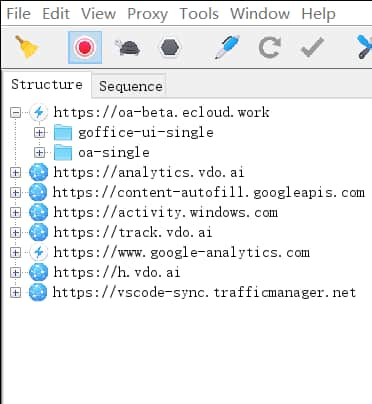 File Edit View Proxy Tools Window Help
Structure Sequence
https://oa-beta.ecloud.work
goffice-ui-single
oa-single
https://analytics.vdo.ai
https://content-autofill.googleapis.com
https://activity.windows.com
https://track.vdo.ai
https://www.google-analytics.com
https://h.vdo.ai
https://vscode-sync.trafficmanager.net